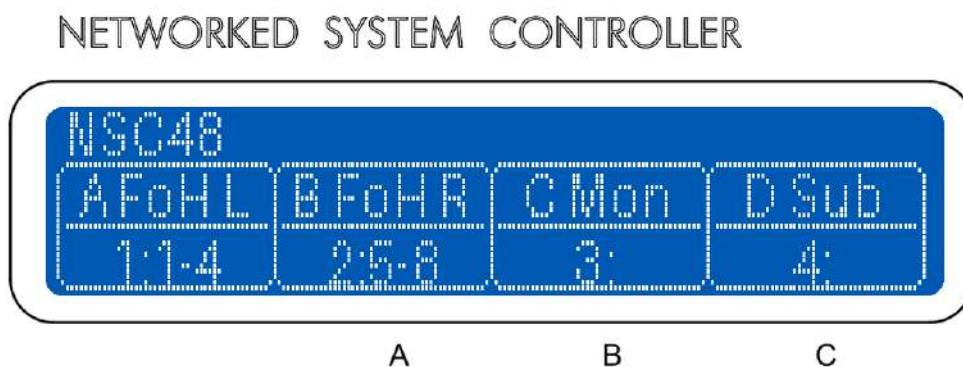 NETWORKED SYSTEM CONTROLLER
NSC48
A FoH L B FoH R C Mon D Sub
1:1-4 2:5-8 3: 4:
A B C